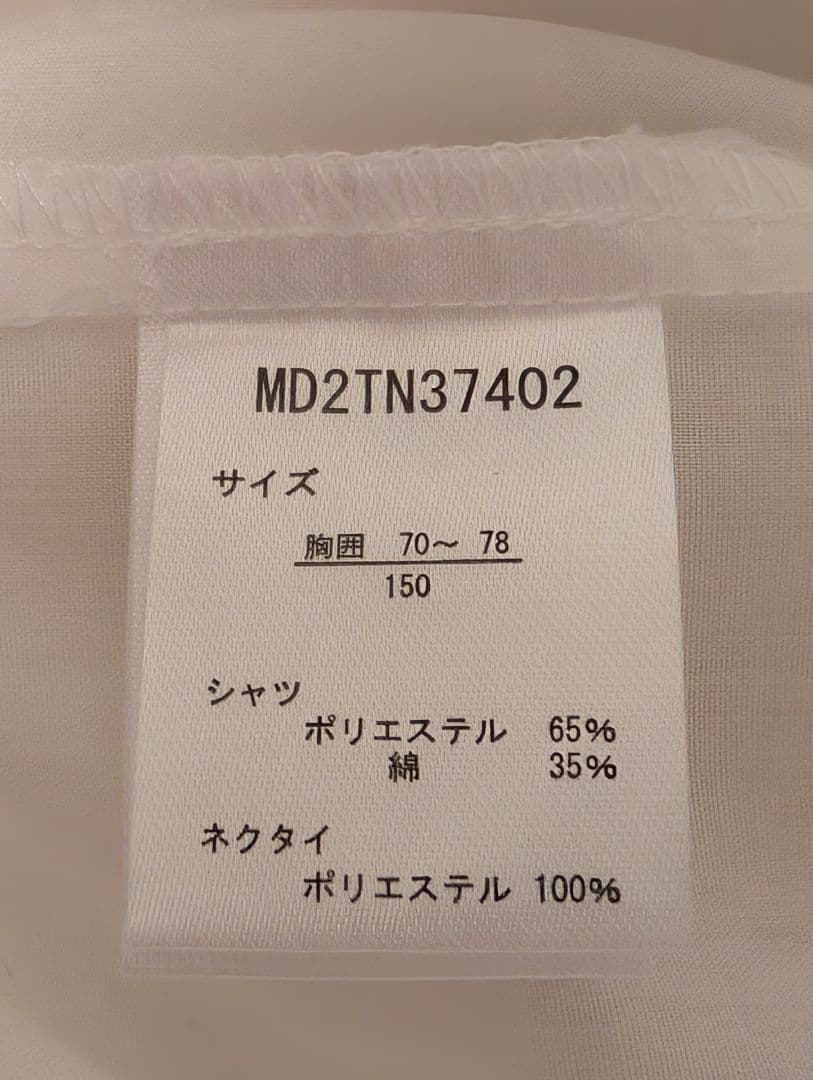 MD2TN37402
サイズ
胸囲 70～ 78
150
シャツ
ポリエステル 65%
綿 35%
ネクタイ
ポリエステル 100%